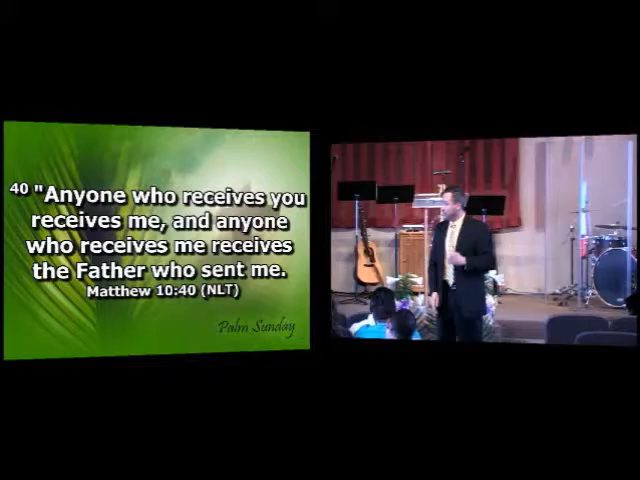 40 "Anyone who receives you
receives me, and anyone
who receives me receives
the Father who sent me.
Matthew 10:40 (NLT)
Palm Sunday